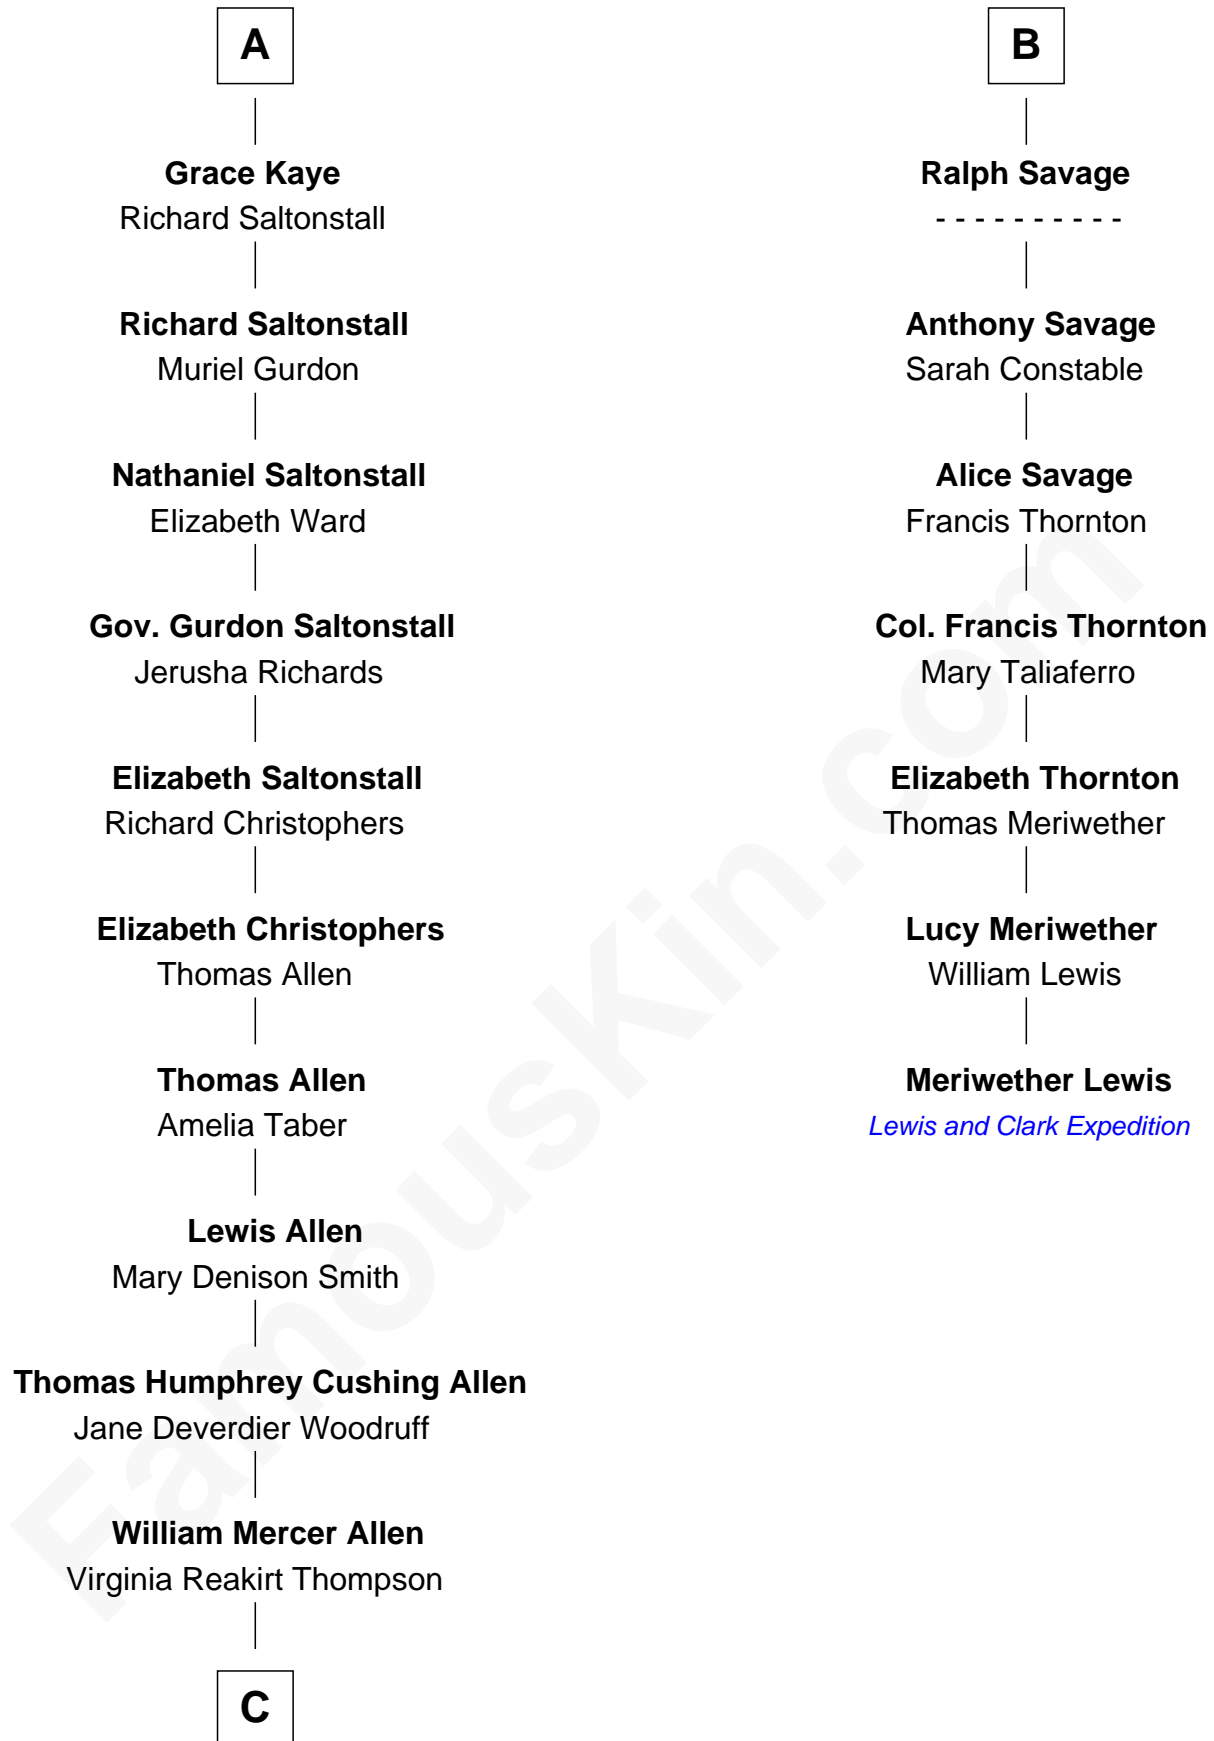 A
Grace Kaye
Richard Saltonstall
Richard Saltonstall
Muriel Gurdon
Nathaniel Saltonstall
Elizabeth Ward
Gov. Gurdon Saltonstall
Jerusha Richards
Elizabeth Saltonstall
Richard Christophers
Elizabeth Christophers
Thomas Allen
Thomas Allen
Amelia Taber
Lewis Allen
Mary Denison Smith
Thomas Humphrey Cushing Allen
Jane Deverdier Woodruff
William Mercer Allen
Virginia Reakirt Thompson
C
B
Ralph Savage
- - - - - - - - - -
Anthony Savage
Sarah Constable
Alice Savage
Francis Thornton
Col. Francis Thornton
Mary Taliaferro
Elizabeth Thornton
Thomas Meriwether
Lucy Meriwether
William Lewis
Meriwether Lewis
Lewis and Clark Expedition
FamousKin.com